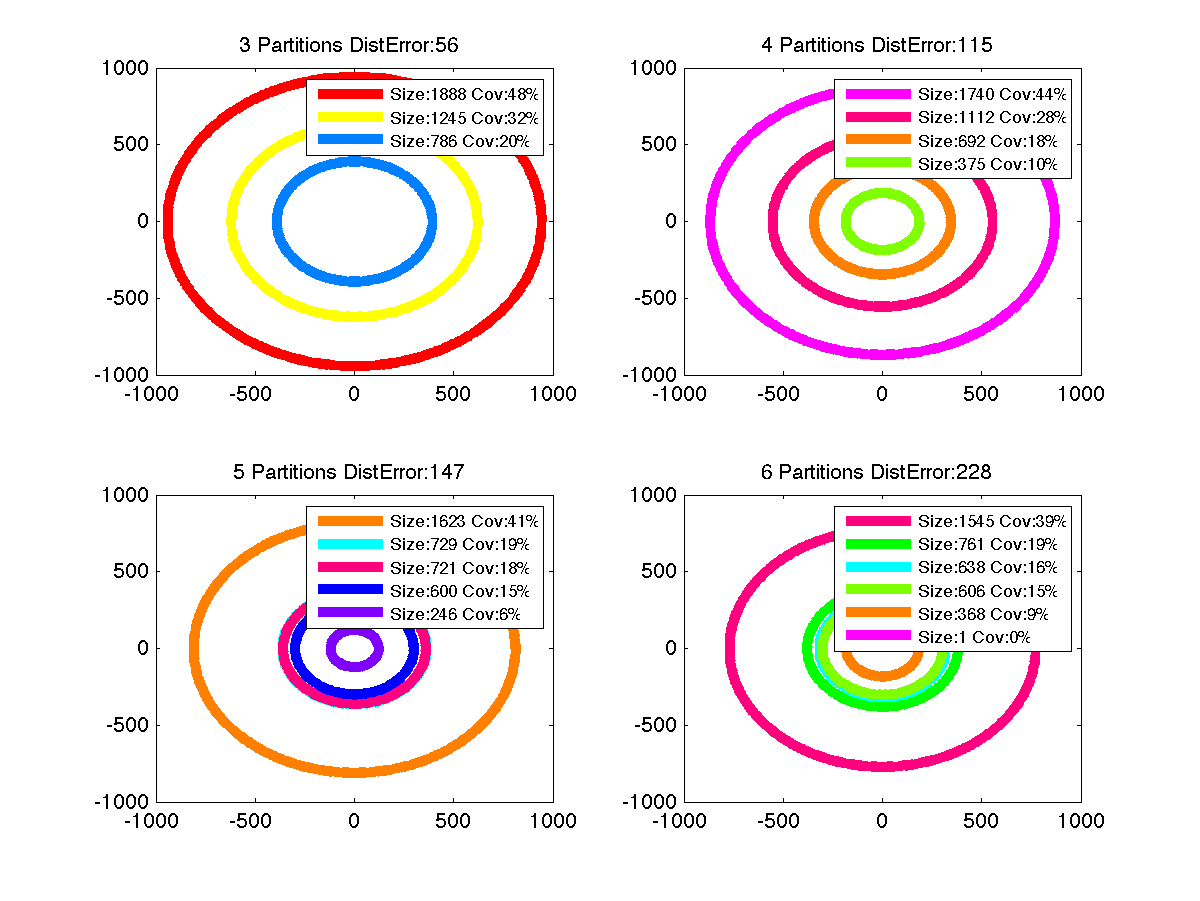 3 Partitions DistError:56
1000
500
0
-500
-1000
-1000 -500 0 500 1000
Size:1888 Cov:48%
Size:1245 Cov:32%
Size:786 Cov:20%
4 Partitions DistError:115
1000
500
0
-500
-1000
-1000 -500 0 500 1000
Size:1740 Cov:44%
Size:1112 Cov:28%
Size:692 Cov:18%
Size:375 Cov:10%
5 Partitions DistError:147
1000
500
0
-500
-1000
-1000 -500 0 500 1000
Size:1623 Cov:41%
Size:729 Cov:19%
Size:721 Cov:18%
Size:600 Cov:15%
Size:246 Cov:6%
6 Partitions DistError:228
1000
500
0
-500
-1000
-1000 -500 0 500 1000
Size:1545 Cov:39%
Size:761 Cov:19%
Size:638 Cov:16%
Size:606 Cov:15%
Size:368 Cov:9%
Size:1 Cov:0%